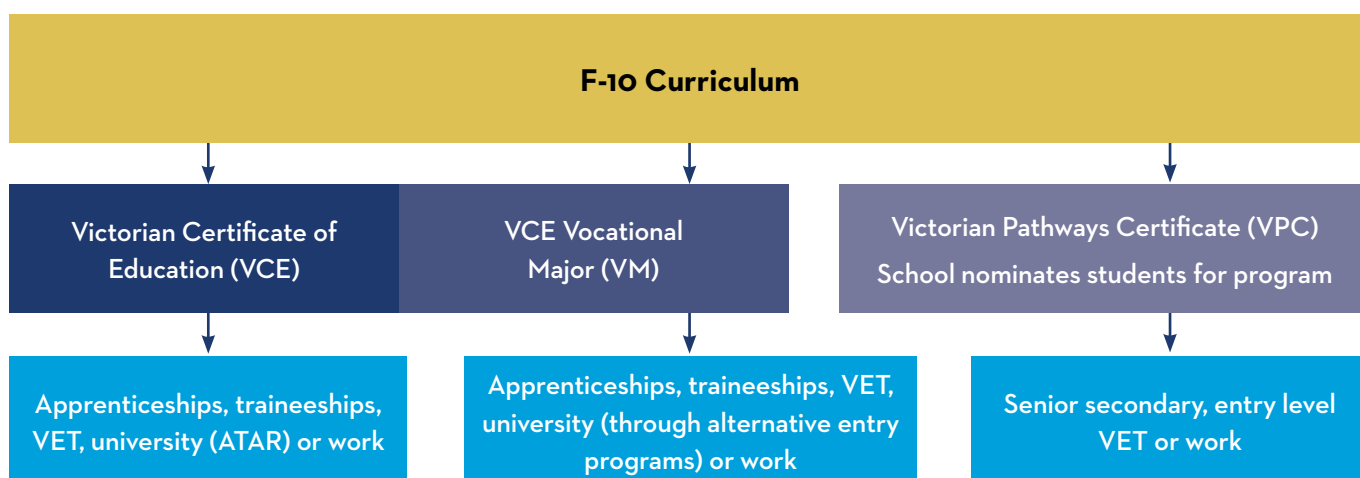 F-10 Curriculum
Victorian Certificate of
Education (VCE)
VCE Vocational
Major (VM)
Victorian Pathways Certificate (VPC)
School nominates students for program
Apprenticeships, traineeships,
VET, university (ATAR) or work
Apprenticeships, traineeships, VET,
university (through alternative entry
programs) or work
Senior secondary, entry level
VET or work